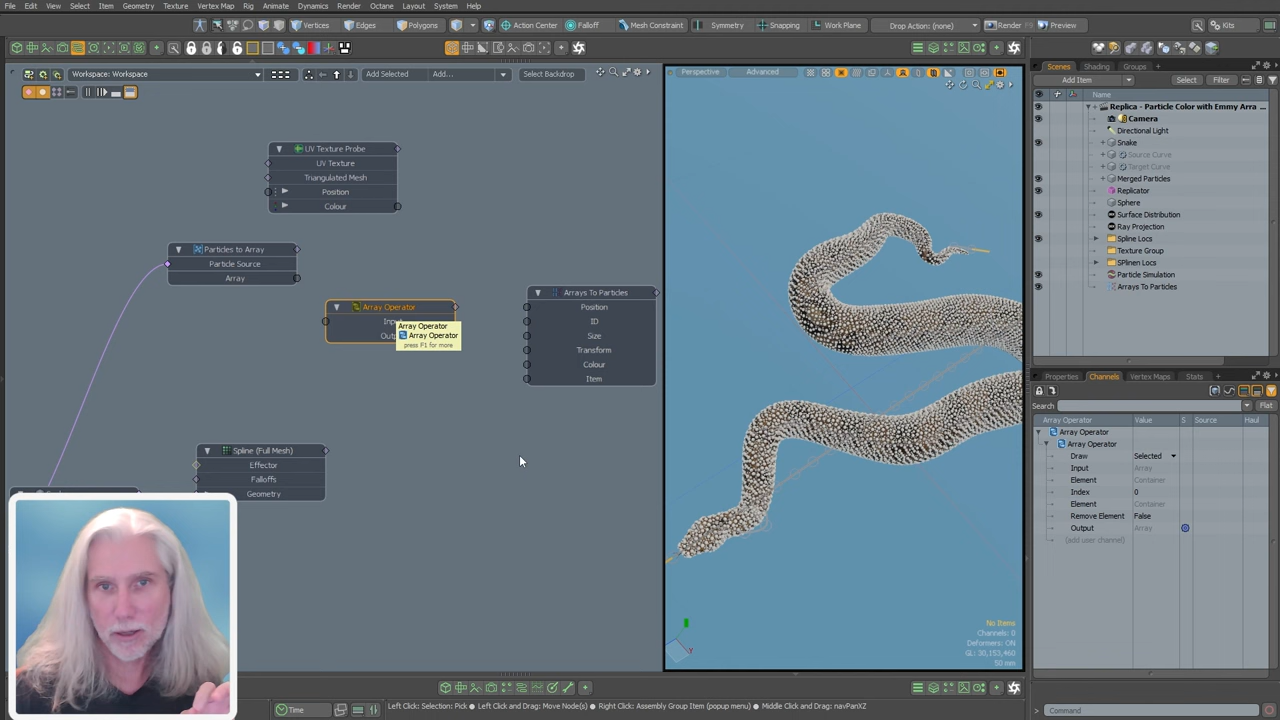 File Edit View Select Item Geometry Texture Vertex Map Rig Animate Dynamics Render Octane Layout System Help
Vertices Edges Polygons Action Center Falloff Mesh Constraint Symmetry Snapping Work Plane Drop Action: (none) Render Preview Kits
Workspace: Workspace Add Selected Add... Select Backdrop
UV Texture Probe
UV Texture
Triangulated Mesh
Position
Colour
Particles to Array
Particle Source
Array
Array Operator
Array Operator
Array Operator
press F1 for more
Arrays To Particles
Position
ID
Size
Transform
Colour
Item
Spline (Full Mesh)
Effector
Falloffs
Geometry
Perspective Advanced
No Items
Channels: 0
Deformers: ON
GL: 30,153,460
50 mm
Y
Scenes Shading Groups +
Add Item Select Filter
Name
Replica - Particle Color with Emmy Arra ...
Camera
Directional Light
Snake
Source Curve
Target Curve
Merged Particles
Replicator
Sphere
Surface Distribution
Ray Projection
Spline Locs
Texture Group
SPlinen Locs
Particle Simulation
Arrays To Particles
Properties Channels Vertex Maps Stats +
Search Flat
Array Operator Value S Source Haul
Array Operator
Array Operator
Draw Selected
Input Array
Element Container
Index 0
Element Container
Remove Element False
Output Array
(add user channel)
Time
Left Click: Selection: Pick ● Left Click and Drag: Move Node(s) ● Right Click: Assembly Group Item (popup menu) ● Middle Click and Drag: navPanXZ
Command